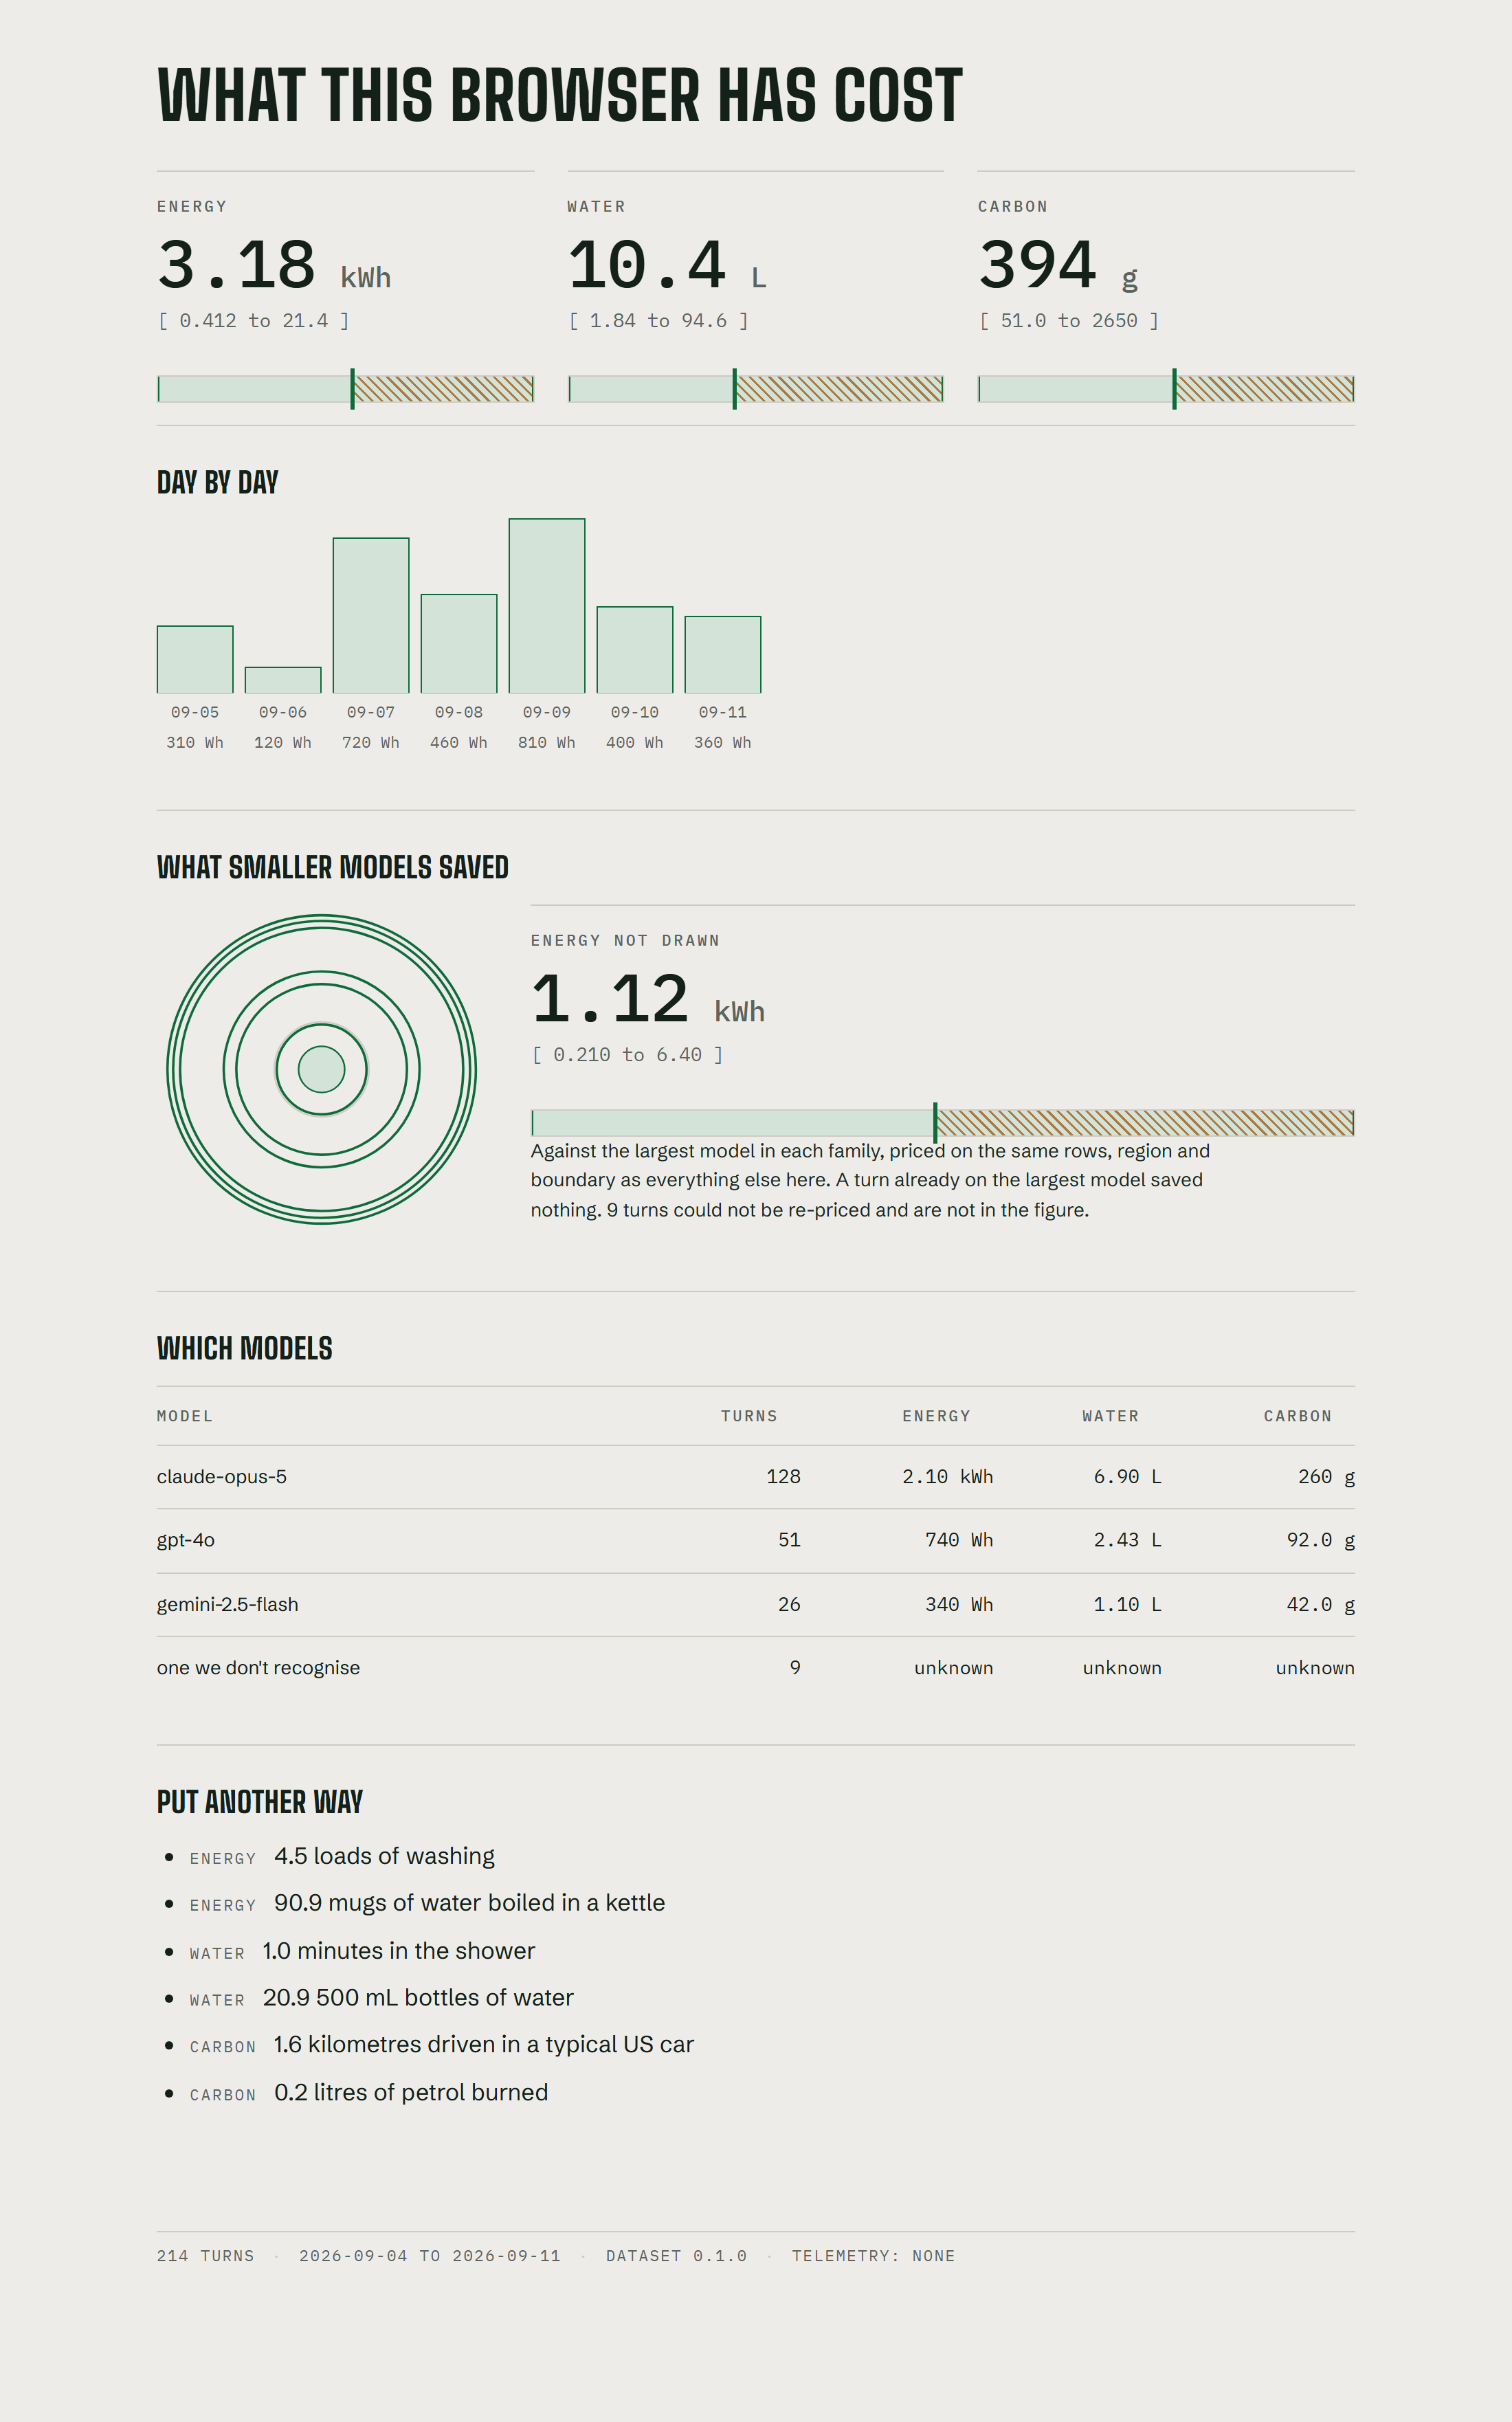 WHAT THIS BROWSER HAS COST
ENERGY
3.18 kWh
[ 0.412 to 21.4 ]
WATER
10.4 L
[ 1.84 to 94.6 ]
CARBON
394 g
[ 51.0 to 2650 ]
DAY BY DAY
09-05 09-06 09-07 09-08 09-09 09-10 09-11
310 Wh 120 Wh 720 Wh 460 Wh 810 Wh 400 Wh 360 Wh
WHAT SMALLER MODELS SAVED
ENERGY NOT DRAWN
1.12 kWh
[ 0.210 to 6.40 ]
Against the largest model in each family, priced on the same rows, region and
boundary as everything else here. A turn already on the largest model saved
nothing. 9 turns could not be re-priced and are not in the figure.
WHICH MODELS
MODEL TURNS ENERGY WATER CARBON
claude-opus-5 128 2.10 kWh 6.90 L 260 g
gpt-4o 51 740 Wh 2.43 L 92.0 g
gemini-2.5-flash 26 340 Wh 1.10 L 42.0 g
one we don't recognise 9 unknown unknown unknown
PUT ANOTHER WAY
• ENERGY 4.5 loads of washing
• ENERGY 90.9 mugs of water boiled in a kettle
• WATER 1.0 minutes in the shower
• WATER 20.9 500 mL bottles of water
• CARBON 1.6 kilometres driven in a typical US car
• CARBON 0.2 litres of petrol burned
214 TURNS · 2026-09-04 TO 2026-09-11 · DATASET 0.1.0 · TELEMETRY: NONE